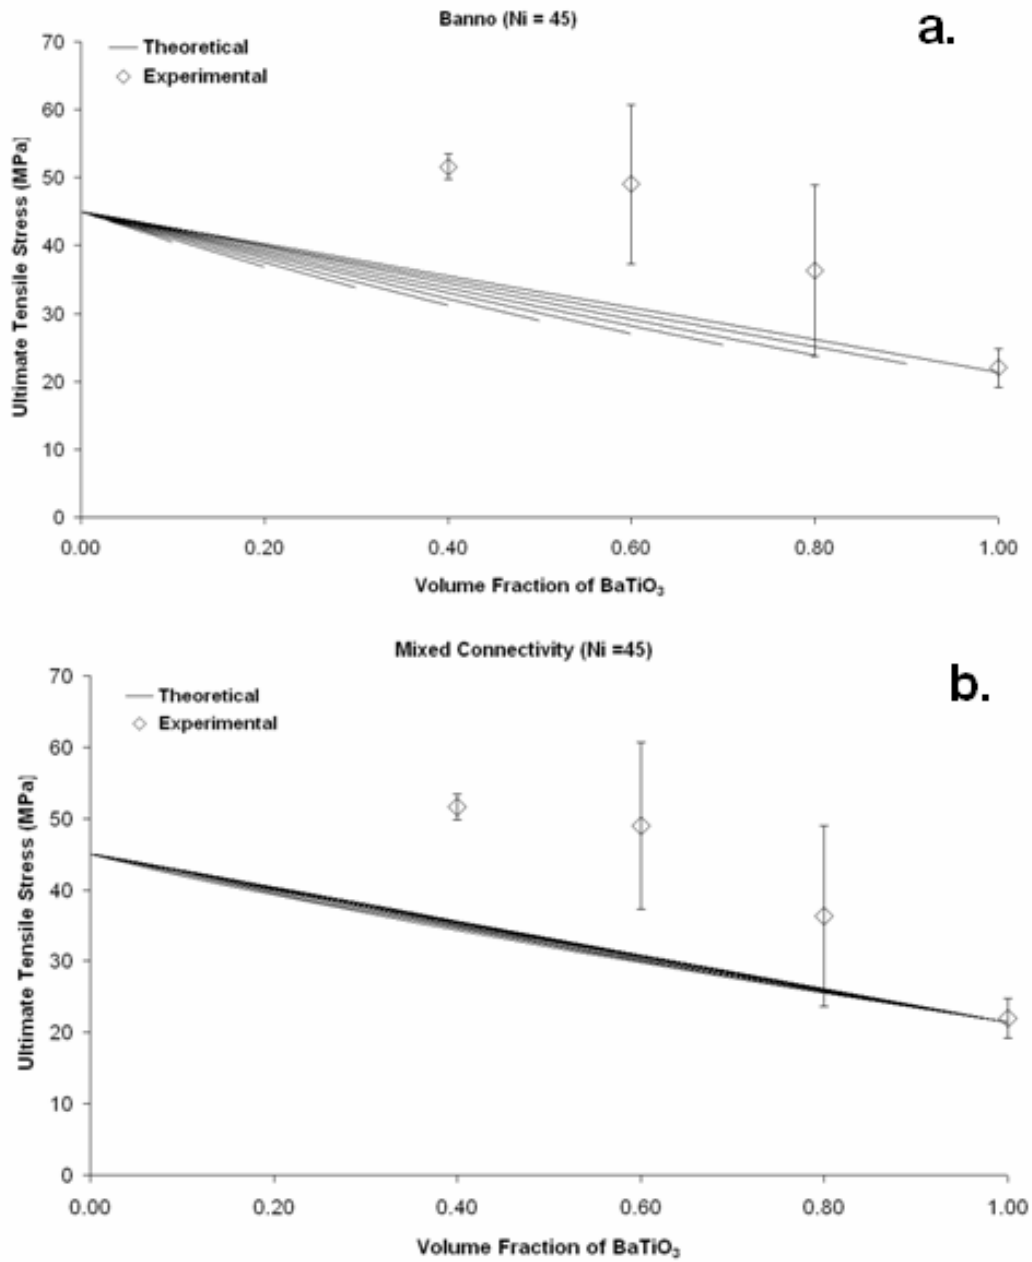 Banno (Ni = 45)
a.
Theoretical
Experimental
70
60
50
40
30
20
10
0
Ultimate Tensile Stress (MPa)
0.00 0.20 0.40 0.60 0.80 1.00
Volume Fraction of BaTiO₃
Mixed Connectivity (Ni =45)
b.
Theoretical
Experimental
70
60
50
40
30
20
10
0
Ultimate Tensile Stress (MPa)
0.00 0.20 0.40 0.60 0.80 1.00
Volume Fraction of BaTiO₃